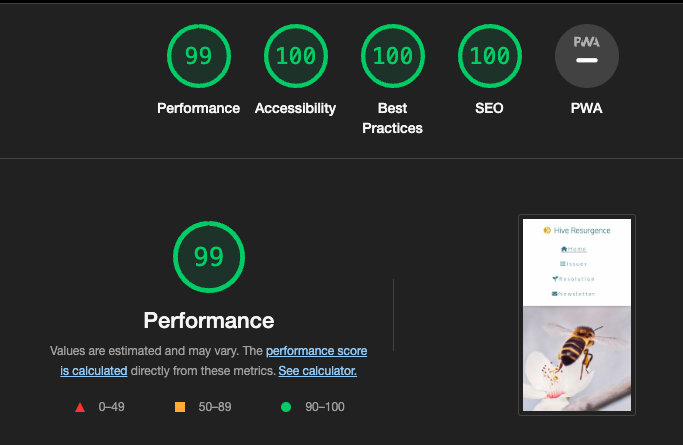 99
100
100
100
PWA
Performance
Accessibility
Best
Practices
SEO
PWA
99
Performance
Values are estimated and may vary. The performance score
is calculated directly from these metrics. See calculator.
0–49
50–89
90–100
Hive Resurgence
Home
Issues
Resolution
Newsletter